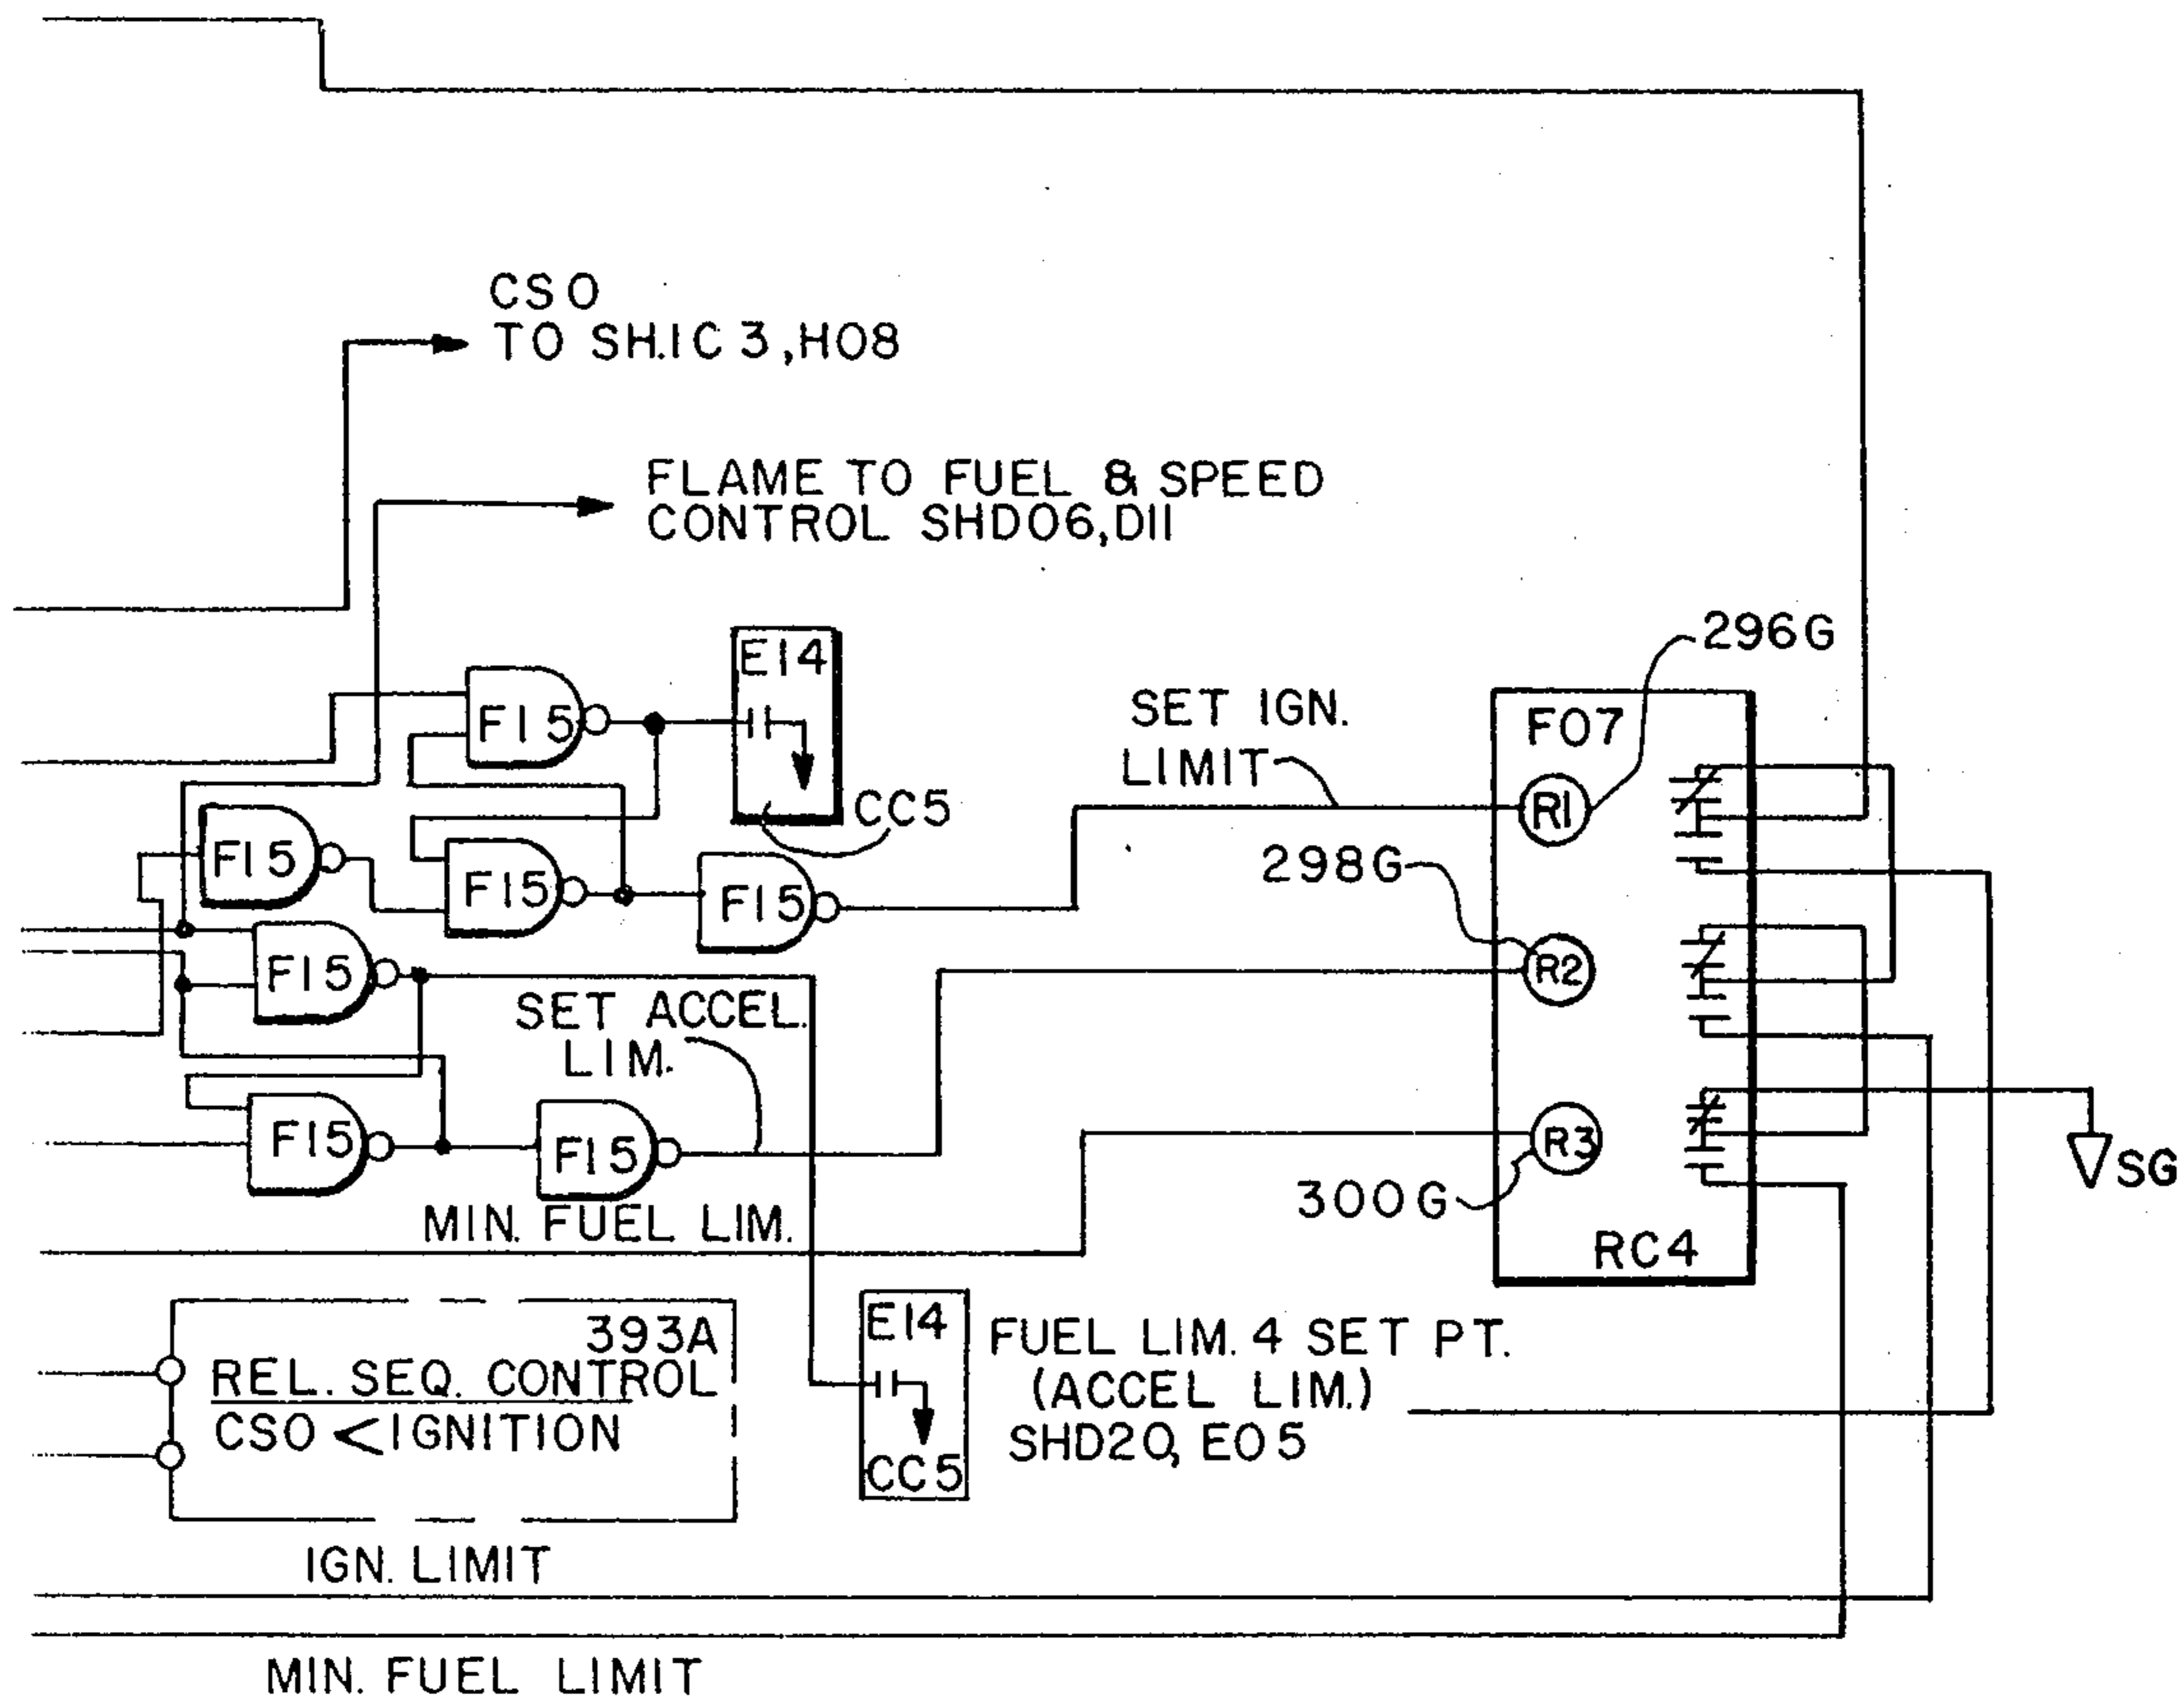 CSO
TO SH.1C 3,H08
FLAME TO FUEL & SPEED
CONTROL SHD06,D11
296G
E14
F15
SET IGN.
LIMIT
F07
CC5
R1
F15
F15
F15
298G
F15
R2
SET ACCEL.
LIM.
F15
F15
R3
SG
300G
MIN. FUEL LIM.
RC4
393A
REL. SEQ. CONTROL
CSO < IGNITION
E14
CC5
FUEL LIM. 4 SET PT.
(ACCEL LIM.)
SHD20, E05
IGN. LIMIT
MIN. FUEL LIMIT